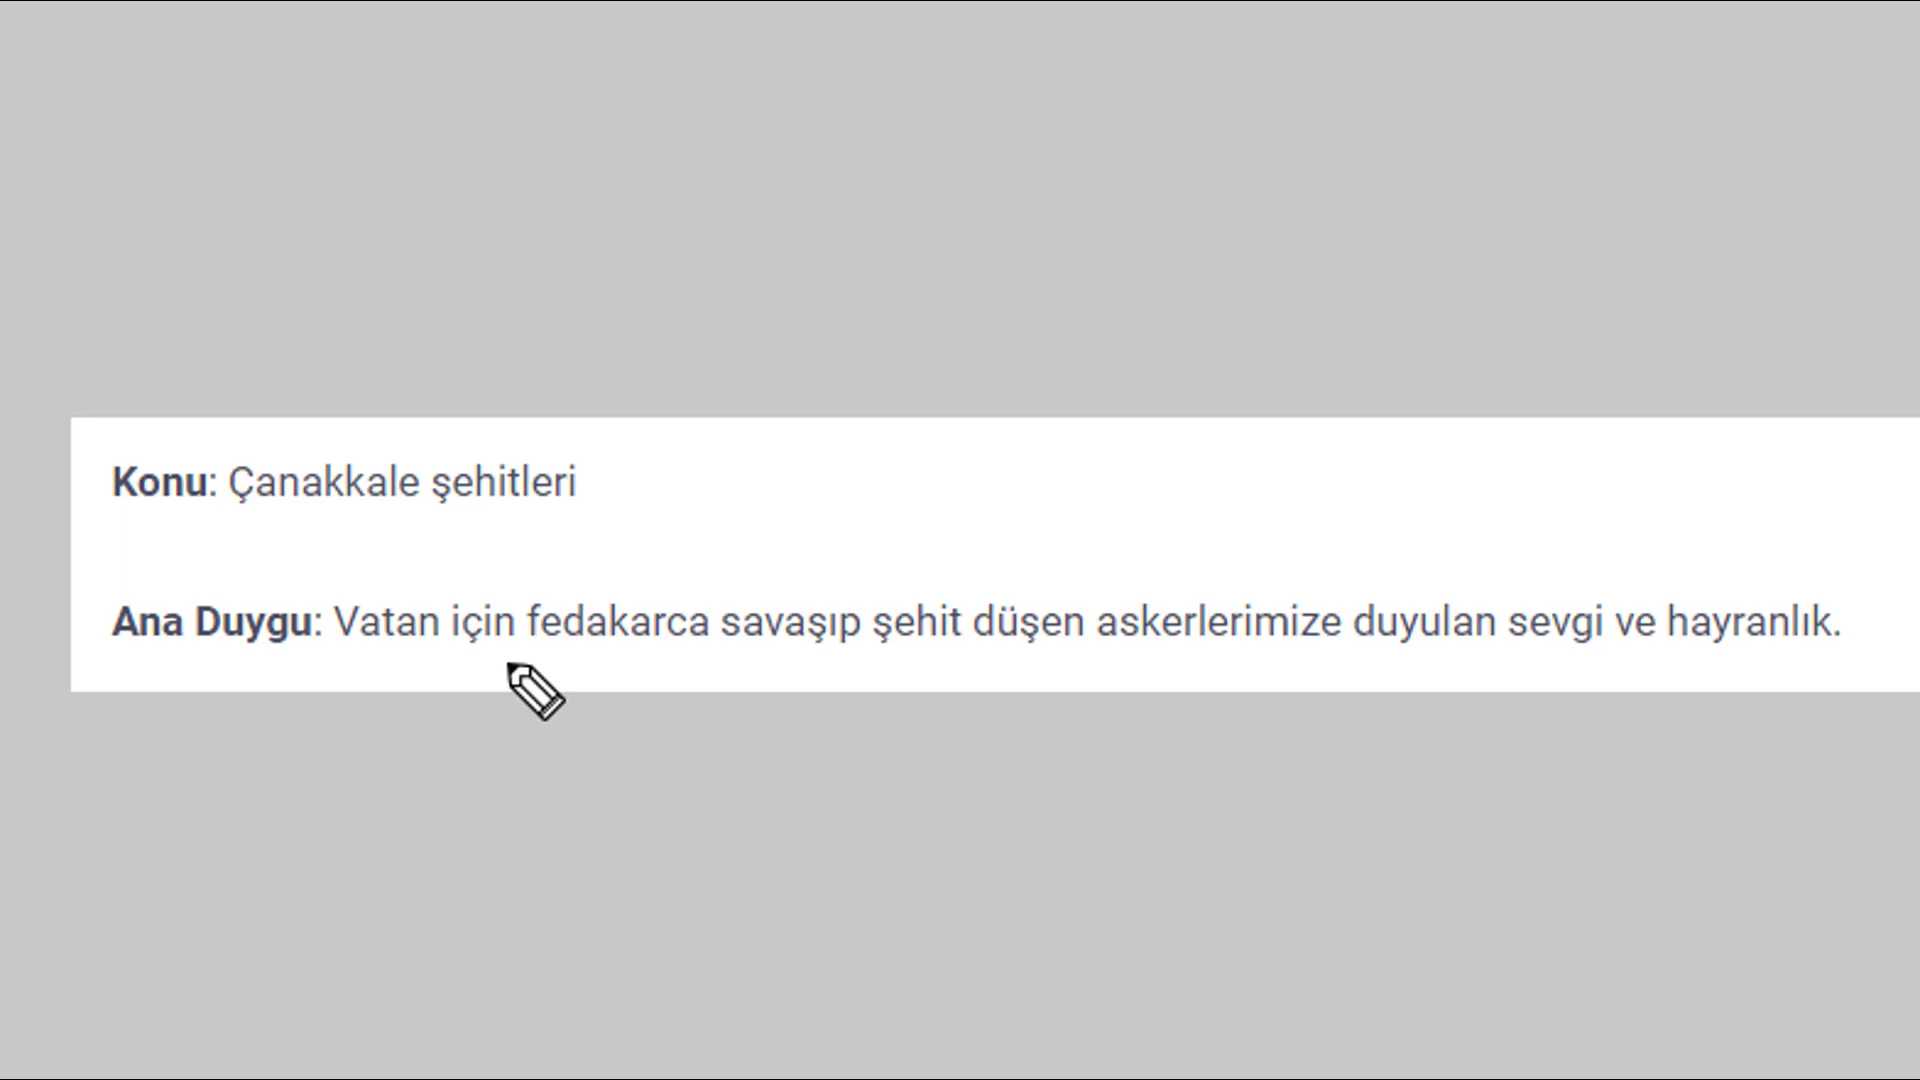 Konu: Çanakkale şehitleri
Ana Duygu: Vatan için fedakarca savaşıp şehit düşen askerlerimize duyulan sevgi ve hayranlık.